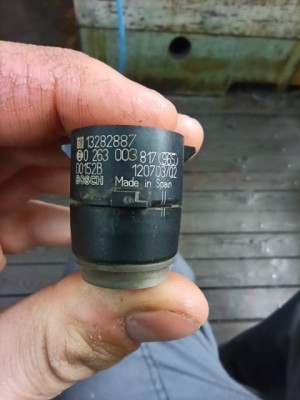 13282887
0 263 003 817 (965)
00152B 120703/02
BOSCH Made in Spain